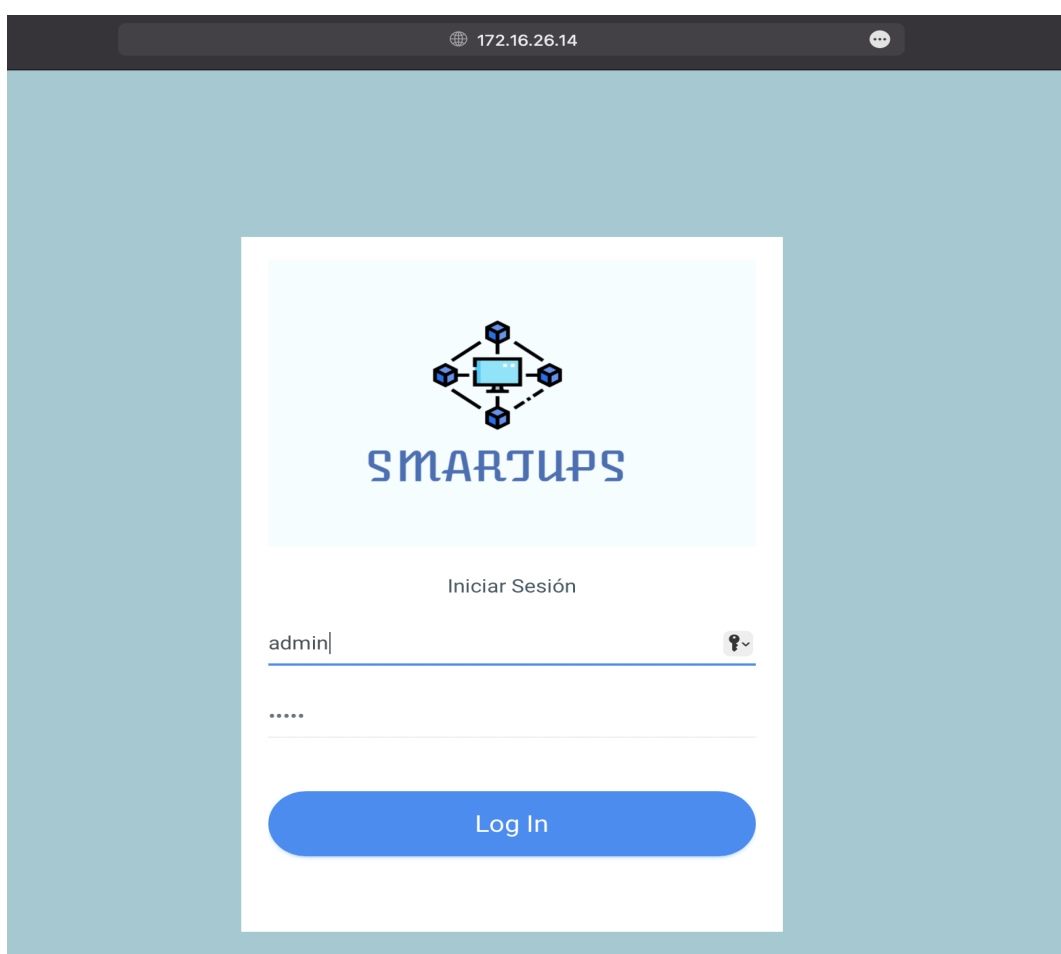 172.16.26.14
SMARTUPS
Iniciar Sesión
admin
•••••
Log In